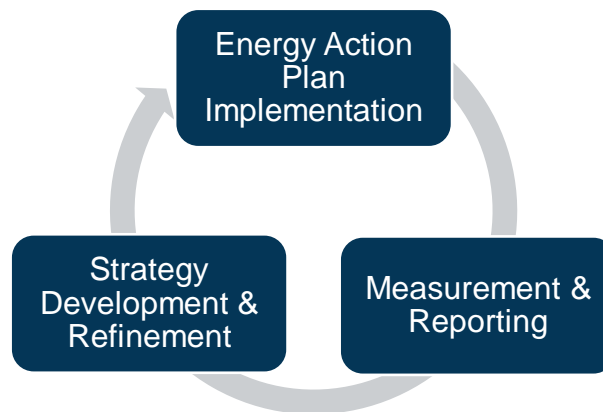 Energy Action
Plan
Implementation
Strategy
Development &
Refinement
Measurement &
Reporting